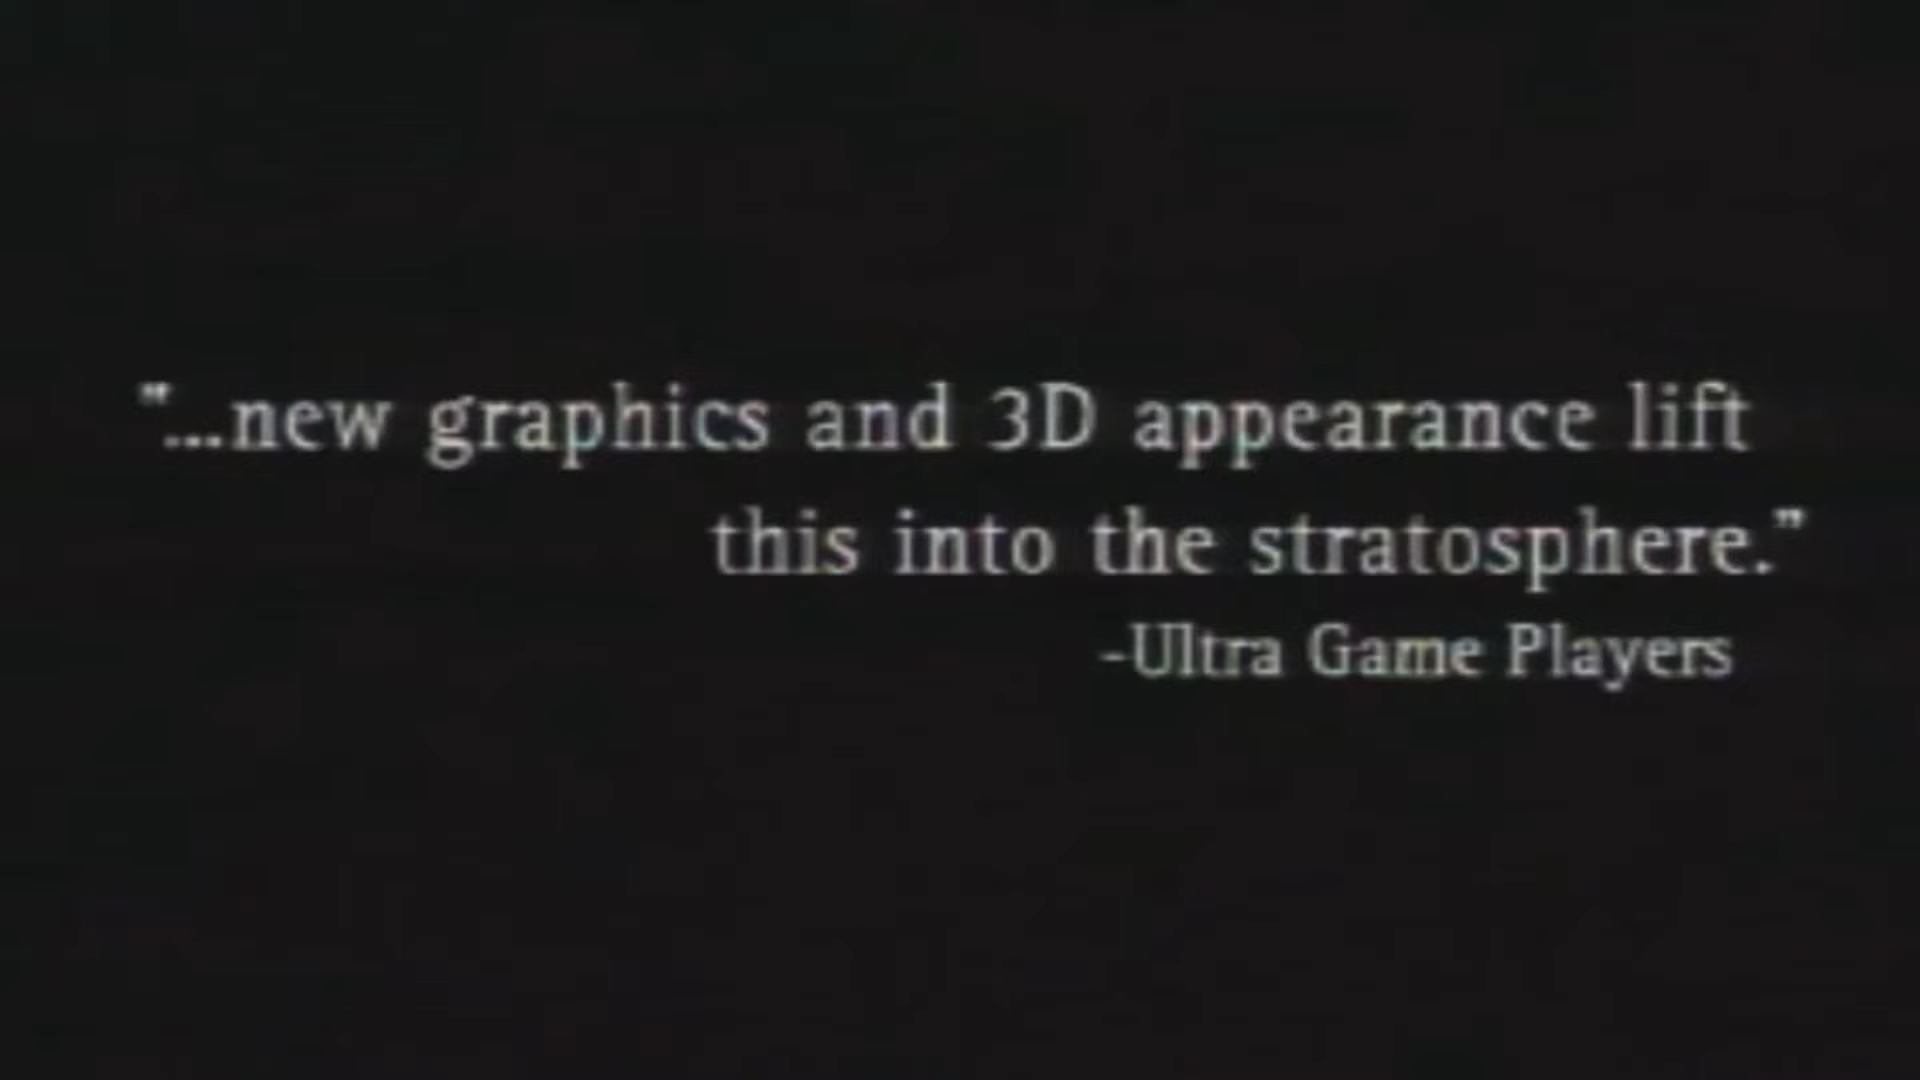 "...new graphics and 3D appearance lift
this into the stratosphere."
-Ultra Game Players